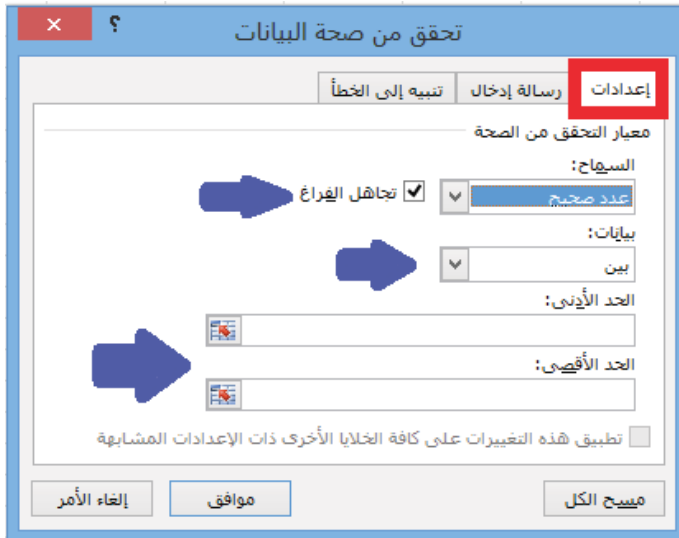 تحقق من صحة البيانات ؟
إعدادات رسالة إدخال تنبيه إلى الخطأ
معيار التحقق من الصحة
السماح:
عدد صحيح تجاهل الفراغ
بيانات:
بين
الحد الأدنى:
الحد الأقصى:
تطبيق هذه التغييرات على كافة الخلايا الأخرى ذات الإعدادات المشابهة
مسح الكل موافق إلغاء الأمر